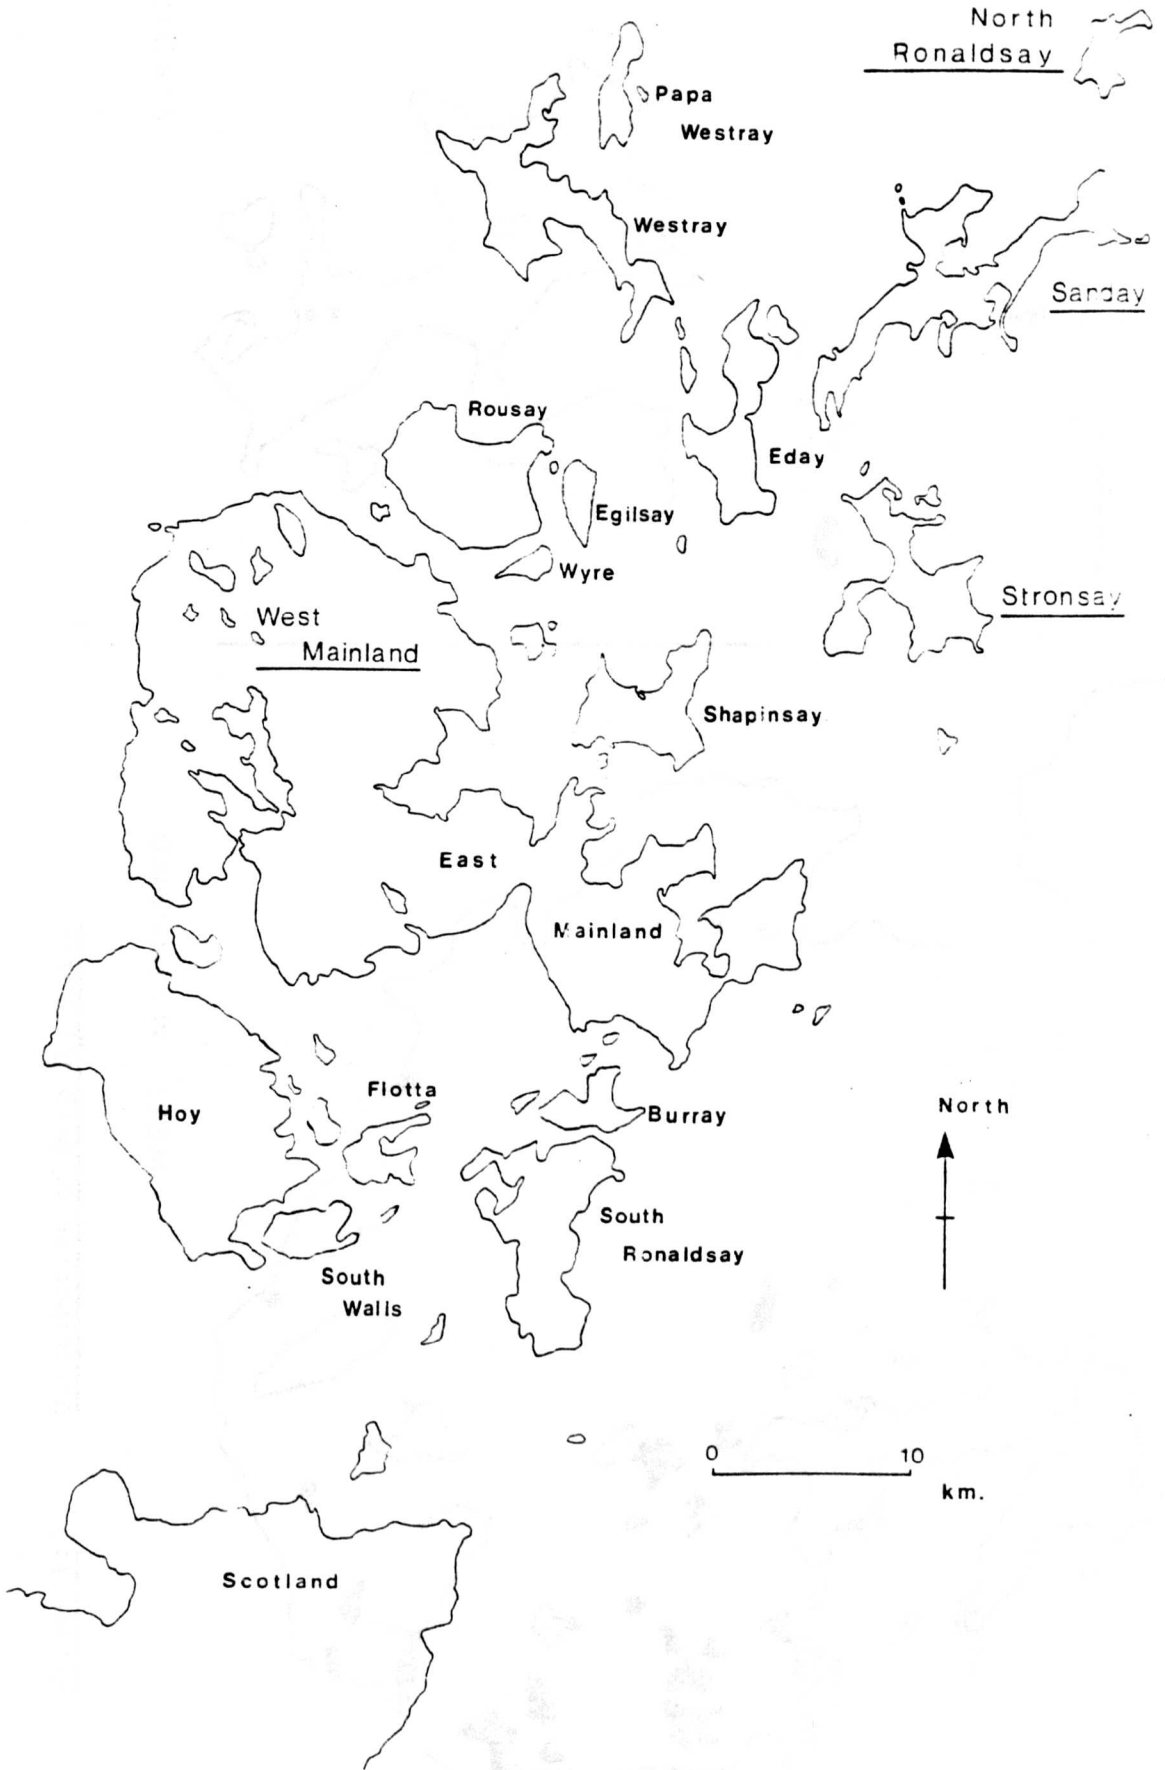 North
Ronaldsay
Papa
Westray
Westray
Sanday
Rousay
Eday
Egilsay
Wyre
Stronsay
West
Mainland
Shapinsay
East
Mainland
Flotta
Hoy
Burray
North
South
Ronaldsay
South
Walls
0 10
km.
Scotland